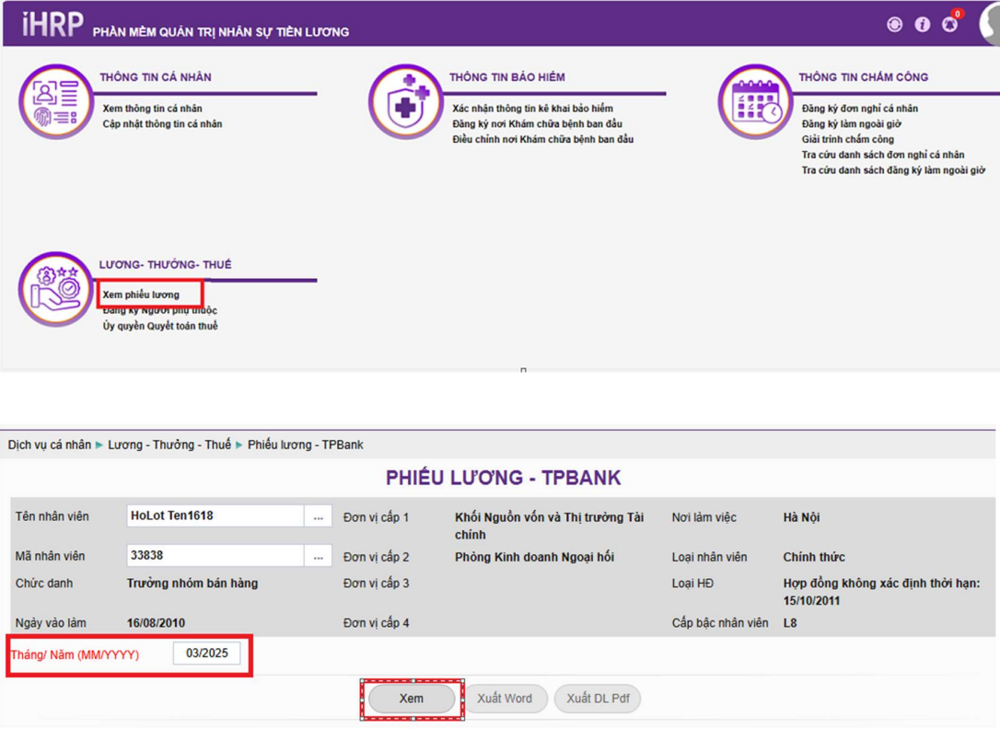 iHRP PHẦN MỀM QUẢN TRỊ NHÂN SỰ TIỀN LƯƠNG
0
THÔNG TIN CÁ NHÂN
Xem thông tin cá nhân
Cập nhật thông tin cá nhân
THÔNG TIN BẢO HIỂM
Xác nhận thông tin kê khai bảo hiểm
Đăng ký nơi Khám chữa bệnh ban đầu
Điều chỉnh nơi Khám chữa bệnh ban đầu
THÔNG TIN CHẤM CÔNG
Đăng ký đơn nghỉ cá nhân
Đăng ký làm ngoài giờ
Giải trình chấm công
Tra cứu danh sách đơn nghỉ cá nhân
Tra cứu danh sách đăng ký làm ngoài giờ
LƯƠNG- THƯỞNG- THUẾ
Xem phiếu lương
Đăng ký Người phụ thuộc
Ủy quyền Quyết toán thuế
Dịch vụ cá nhân ▶ Lương - Thưởng - Thuế ▶ Phiếu lương - TPBank
PHIẾU LƯƠNG - TPBANK
Tên nhân viên HoLot Ten1618 ... Đơn vị cấp 1 Khối Nguồn vốn và Thị trường Tài chính Nơi làm việc Hà Nội
Mã nhân viên 33838 ... Đơn vị cấp 2 Phòng Kinh doanh Ngoại hối Loại nhân viên Chính thức
Chức danh Trưởng nhóm bán hàng Đơn vị cấp 3 Loại HĐ Hợp đồng không xác định thời hạn: 15/10/2011
Ngày vào làm 16/08/2010 Đơn vị cấp 4 Cấp bậc nhân viên L8
Tháng/ Năm (MM/YYYY) 03/2025
Xem Xuất Word Xuất DL Pdf